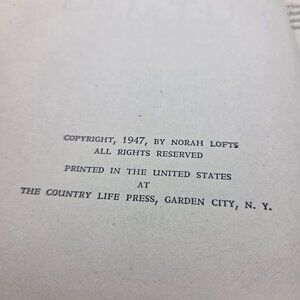 COPYRIGHT, 1947, BY NORAH LOFTS
ALL RIGHTS RESERVED
PRINTED IN THE UNITED STATES
AT
THE COUNTRY LIFE PRESS, GARDEN CITY, N. Y.